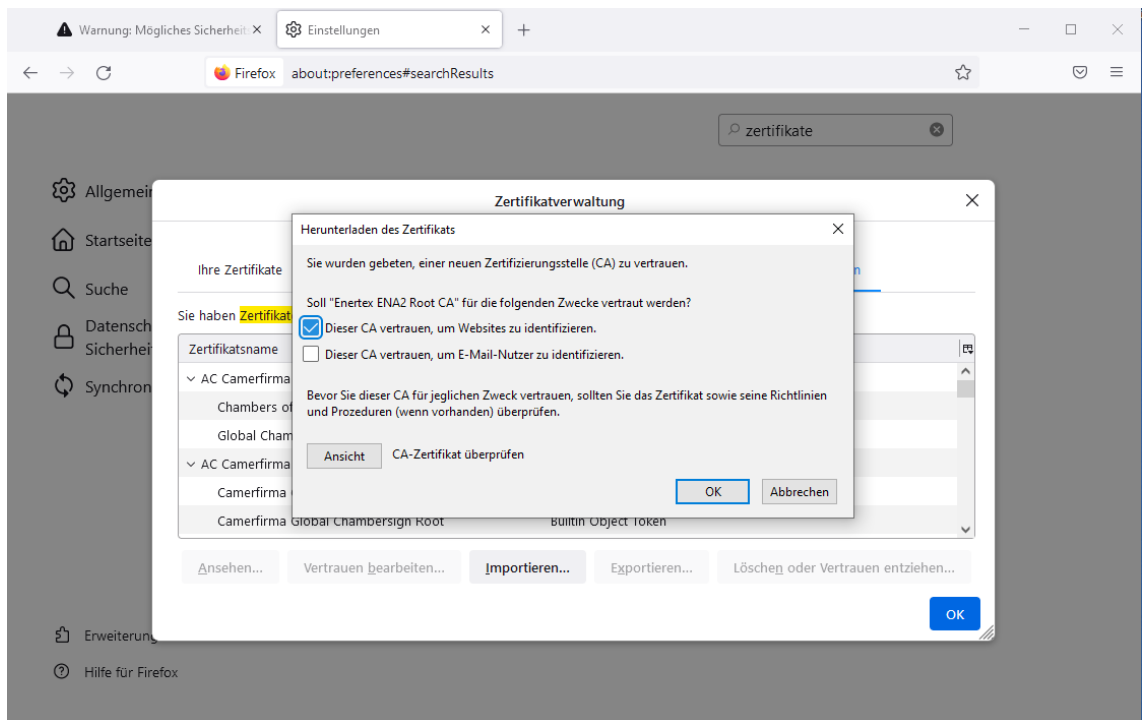 Warnung: Mögliches Sicherheit
Einstellungen
Firefox about:preferences#searchResults
zertifikate
Allgemein
Startseite
Suche
Datensch
Sicherhei
Synchron
Erweiterung
Hilfe für Firefox
Zertifikatverwaltung
Ihre Zertifikate
n
Sie haben Zertifikat
Zertifikatsname
AC Camerfirma
Chambers of
Global Cham
AC Camerfirma
Camerfirma
Camerfirma Global Chambersign Root Builtin Object Token
Herunterladen des Zertifikats
Sie wurden gebeten, einer neuen Zertifizierungsstelle (CA) zu vertrauen.
Soll "Enertex ENA2 Root CA" für die folgenden Zwecke vertraut werden?
Dieser CA vertrauen, um Websites zu identifizieren.
Dieser CA vertrauen, um E-Mail-Nutzer zu identifizieren.
Bevor Sie dieser CA für jeglichen Zweck vertrauen, sollten Sie das Zertifikat sowie seine Richtlinien
und Prozeduren (wenn vorhanden) überprüfen.
Ansicht CA-Zertifikat überprüfen
OK Abbrechen
Ansehen... Vertrauen bearbeiten... Importieren... Exportieren... Löschen oder Vertrauen entziehen...
OK